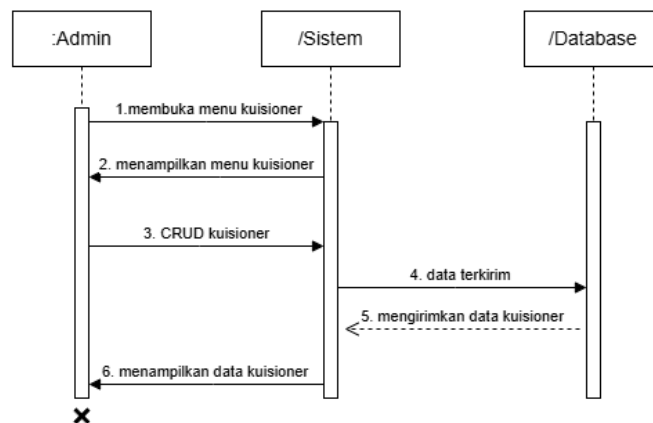 :Admin
/Sistem
/Database
1.membuka menu kuisioner
2. menampilkan menu kuisioner
3. CRUD kuisioner
4. data terkirim
5. mengirimkan data kuisioner
6. menampilkan data kuisioner